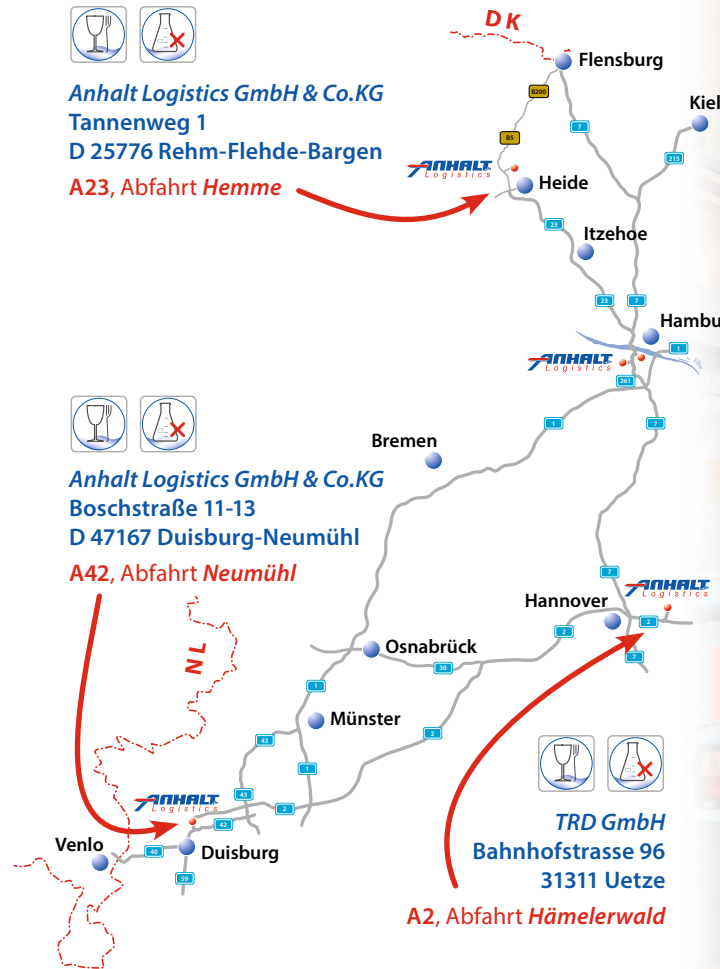 DK
Flensburg
Anhalt Logistics GmbH & Co.KG
Tannenweg 1
D 25776 Rehm-Flehde-Bargen
A23, Abfahrt Hemme
B200
Kiel
7
B5
215
ANHALT
Logistics
Heide
23
Itzehoe
23
7
Hambu
1
Elbe
ANHALT
Logistics
261
Anhalt Logistics GmbH & Co.KG
Boschstraße 11-13
D 47167 Duisburg-Neumühl
A42, Abfahrt Neumühl
1
7
Bremen
7
ANHALT
Logistics
Hannover
2
2
7
NL
Osnabrück
30
1
Münster
2
43
1
43
2
ANHALT
Logistics
42
Venlo
40
Duisburg
59
TRD GmbH
Bahnhofstrasse 96
31311 Uetze
A2, Abfahrt Hämelerwald